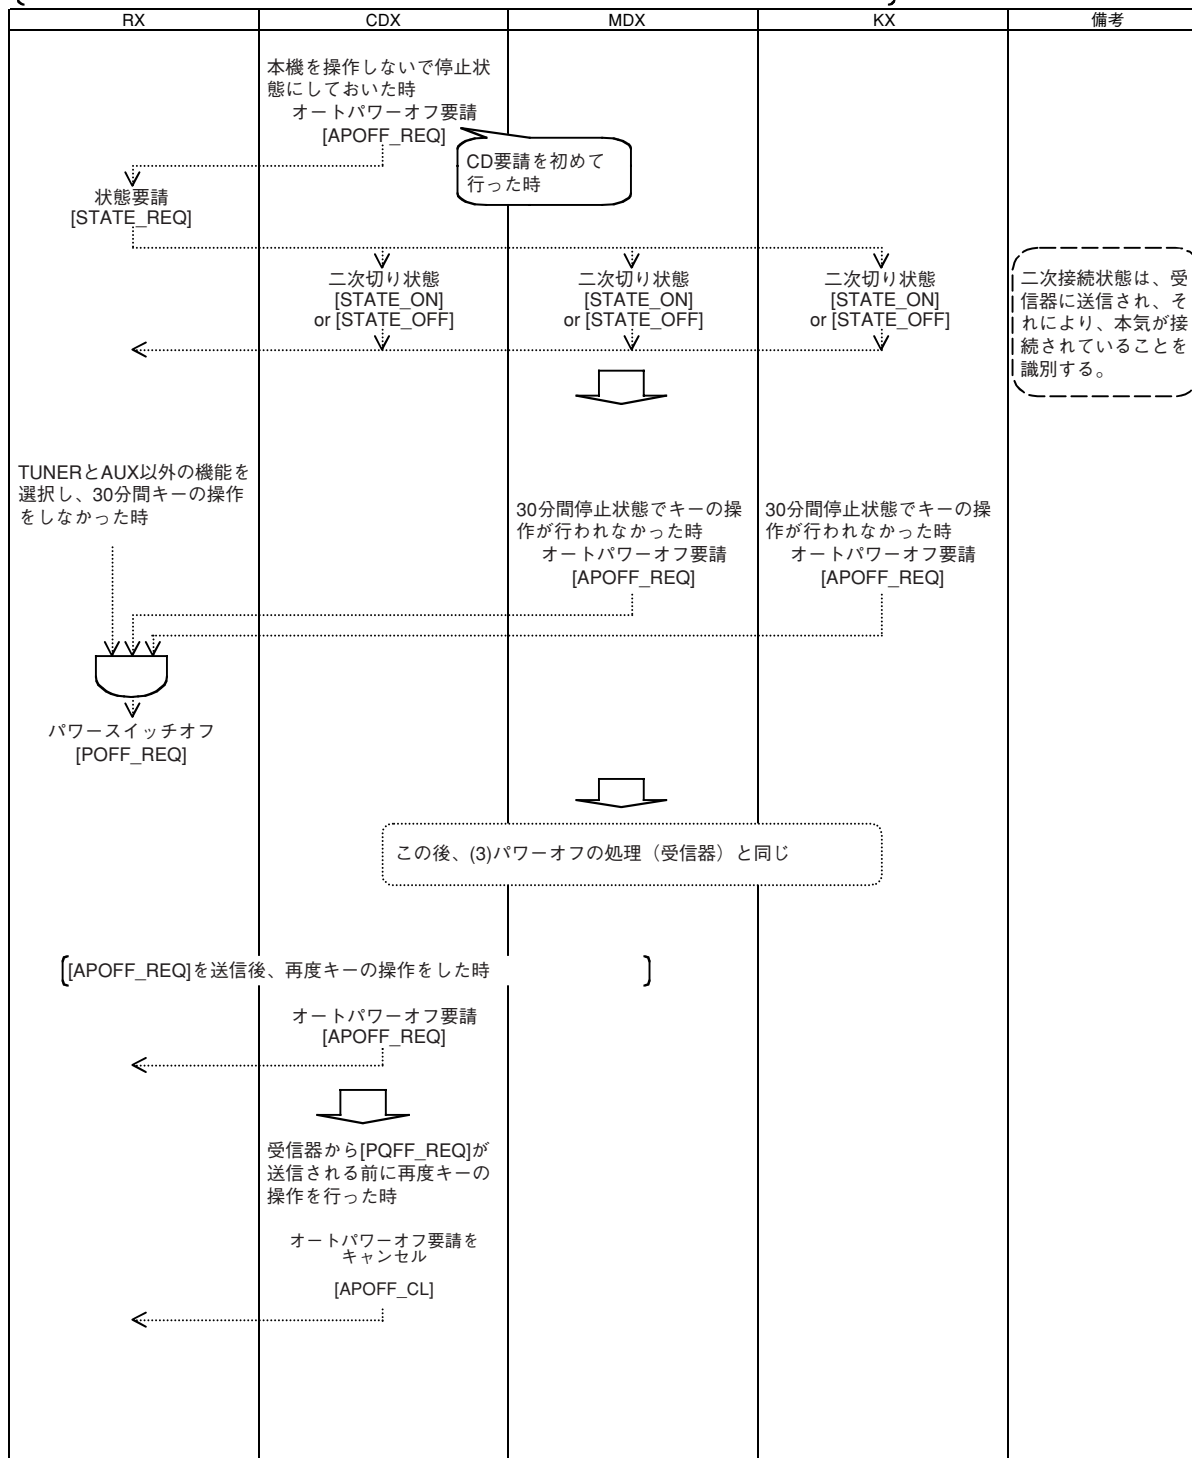 RX
CDX
MDX
KX
備考
本機を操作しないで停止状
態にしておいた時
オートパワーオフ要請
[APOFF_REQ]
CD要請を初めて
行った時
状態要請
[STATE_REQ]
二次切り状態
[STATE_ON]
or [STATE_OFF]
二次切り状態
[STATE_ON]
or [STATE_OFF]
二次切り状態
[STATE_ON]
or [STATE_OFF]
二次接続状態は、受
信器に送信され、そ
れにより、本気が接
続されていることを
識別する。
TUNERとAUX以外の機能を
選択し、30分間キーの操作
をしなかった時
30分間停止状態でキーの操
作が行われなかった時
オートパワーオフ要請
[APOFF_REQ]
30分間停止状態でキーの操
作が行われなかった時
オートパワーオフ要請
[APOFF_REQ]
パワースイッチオフ
[POFF_REQ]
この後、(3)パワーオフの処理（受信器）と同じ
[APOFF_REQ]を送信後、再度キーの操作をした時
オートパワーオフ要請
[APOFF_REQ]
受信器から[PQFF_REQ]が
送信される前に再度キーの
操作を行った時
オートパワーオフ要請を
キャンセル
[APOFF_CL]